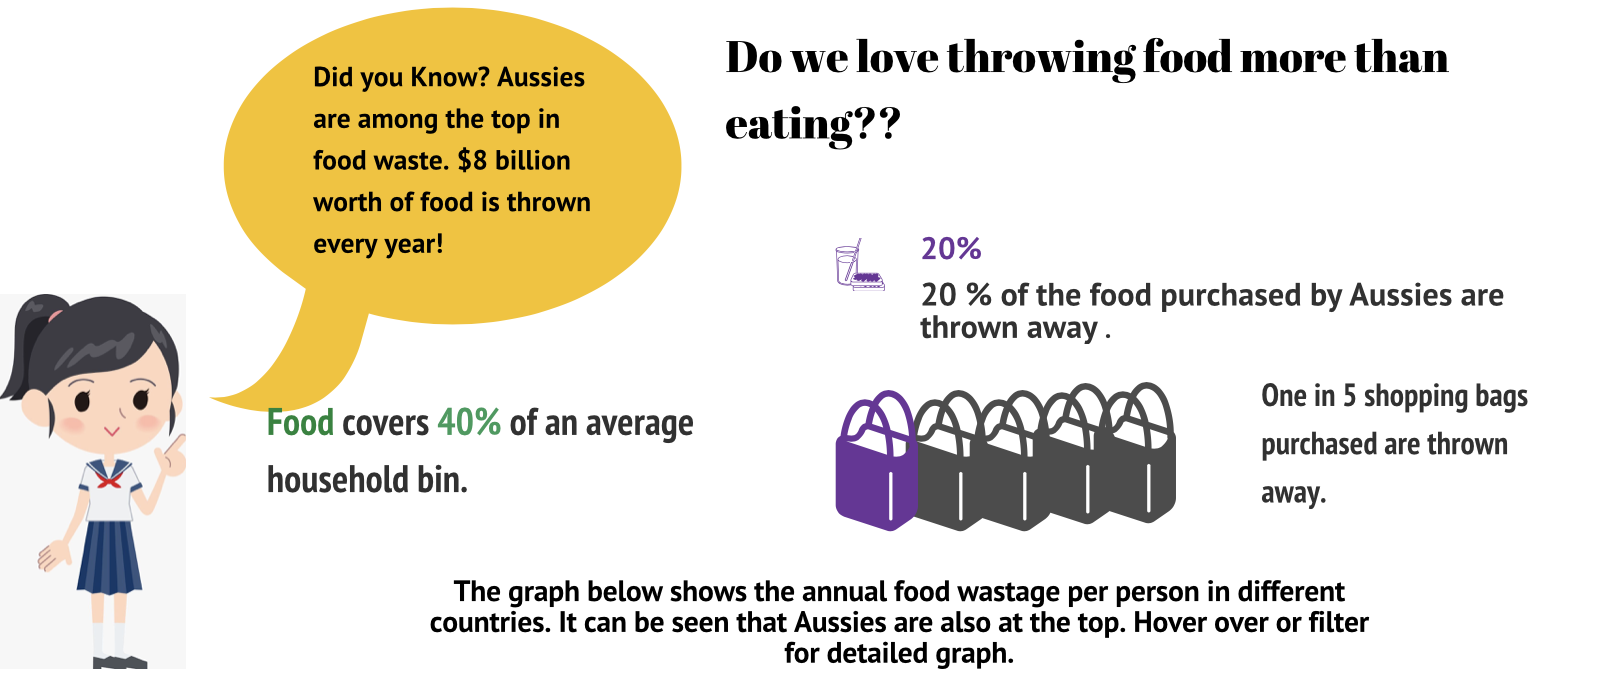 Did you Know? Aussies
are among the top in
food waste. $8 billion
worth of food is thrown
every year!
Do we love throwing food more than
eating??
20%
20 % of the food purchased by Aussies are
thrown away .
Food covers 40% of an average
household bin.
One in 5 shopping bags
purchased are thrown
away.
The graph below shows the annual food wastage per person in different
countries. It can be seen that Aussies are also at the top. Hover over or filter
for detailed graph.